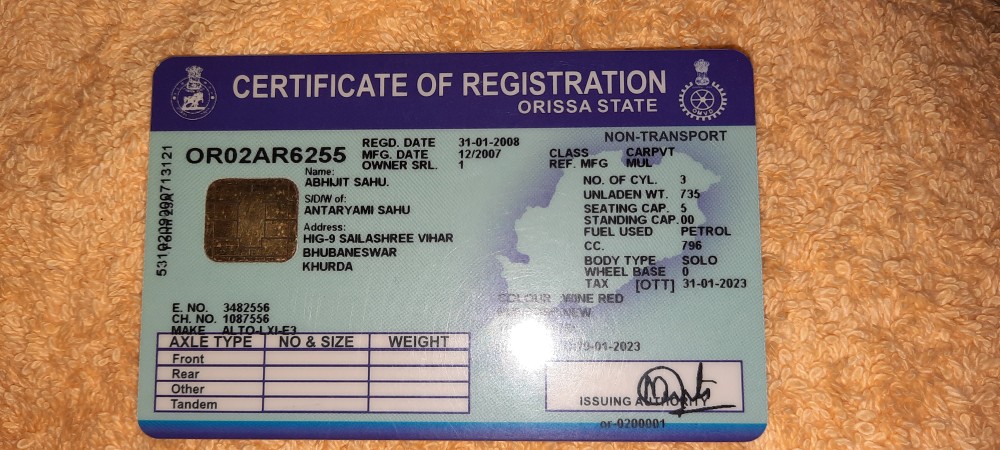 CERTIFICATE OF REGISTRATION
ORISSA STATE
NON-TRANSPORT
OR02AR6255
REGD. DATE 31-01-2008
MFG. DATE 12/2007
OWNER SRL. 1
CLASS CARPVT
REF. MFG MUL
Name:
ABHIJIT SAHU.
S/D/W of:
ANTARYAMI SAHU
Address:
HIG-9 SAILASHREE VIHAR
BHUBANESWAR
KHURDA
NO. OF CYL. 3
UNLADEN WT. 735
SEATING CAP. 5
STANDING CAP. 00
FUEL USED PETROL
CC. 796
BODY TYPE SOLO
WHEEL BASE 0
TAX [OTT] 31-01-2023
COLOUR WINE RED
NEW
-01-2023
E. NO. 3482556
CH. NO. 1087556
MAKE ALTO-LXI-E3
AXLE TYPE NO & SIZE WEIGHT
Front
Rear
Other
Tandem
ISSUING AUTHORITY
or-0200001